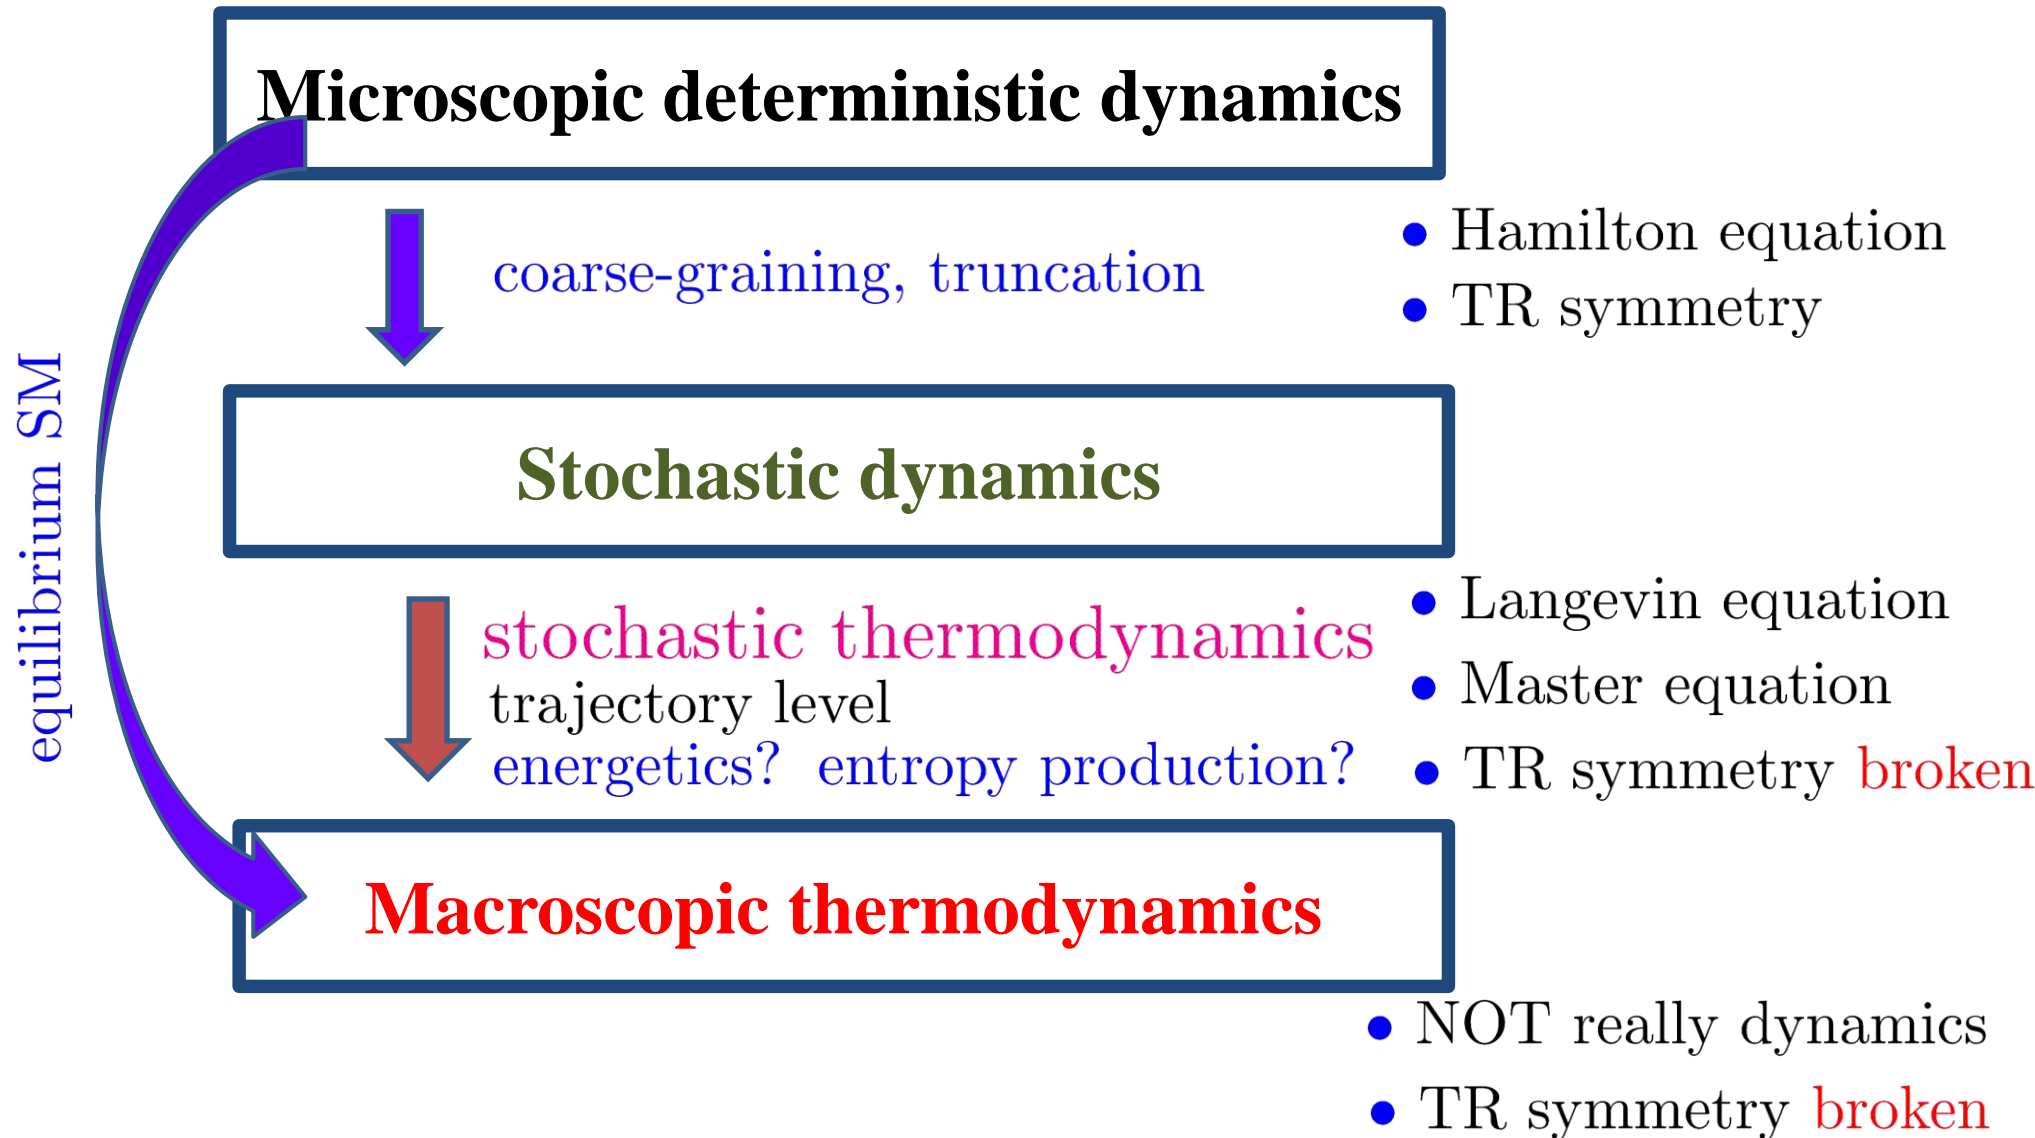 Microscopic deterministic dynamics
• Hamilton equation
coarse-graining, truncation
• TR symmetry
equilibrium SM
Stochastic dynamics
• Langevin equation
stochastic thermodynamics
• Master equation
trajectory level
• TR symmetry broken
energetics? entropy production?
Macroscopic thermodynamics
• NOT really dynamics
• TR symmetry broken